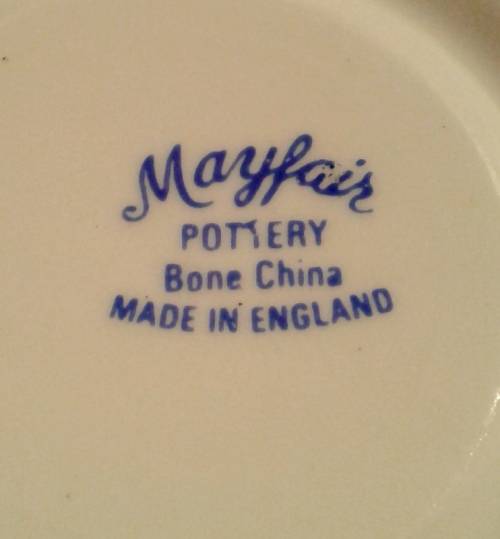 Mayfair
POTTERY
Bone China
MADE IN ENGLAND